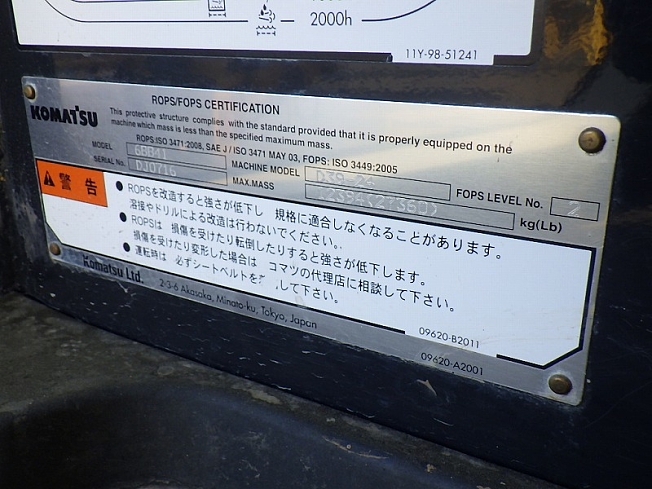 2000h
11Y-98-51241
KOMATSU
ROPS/FOPS CERTIFICATION
This protective structure complies with the standard provided that it is properly equipped on the
machine which mass is less than the specified maximum mass.
ROPS:ISO 3471:2008, SAE J / ISO 3471 MAY 03, FOPS: ISO 3449:2005
MODEL
MACHINE MODEL
FOPS LEVEL No. 2
SERIAL No. DJ0716
MAX.MASS 12394(27360) kg(Lb)
警告
● ROPSを改造すると強さが低下し 規格に適合しなくなることがあります。
溶接やドリルによる改造は行わないでください。
● ROPSは 損傷を受けたり転倒したりすると強さが低下します。
損傷を受けたり変形した場合は コマツの代理店に相談して下さい。
● 運転時は 必ずシートベルトを して下さい。
Komatsu Ltd.
2-3-6 Akasaka, Minato-ku, Tokyo, Japan
09620-B2011
09620-A2001